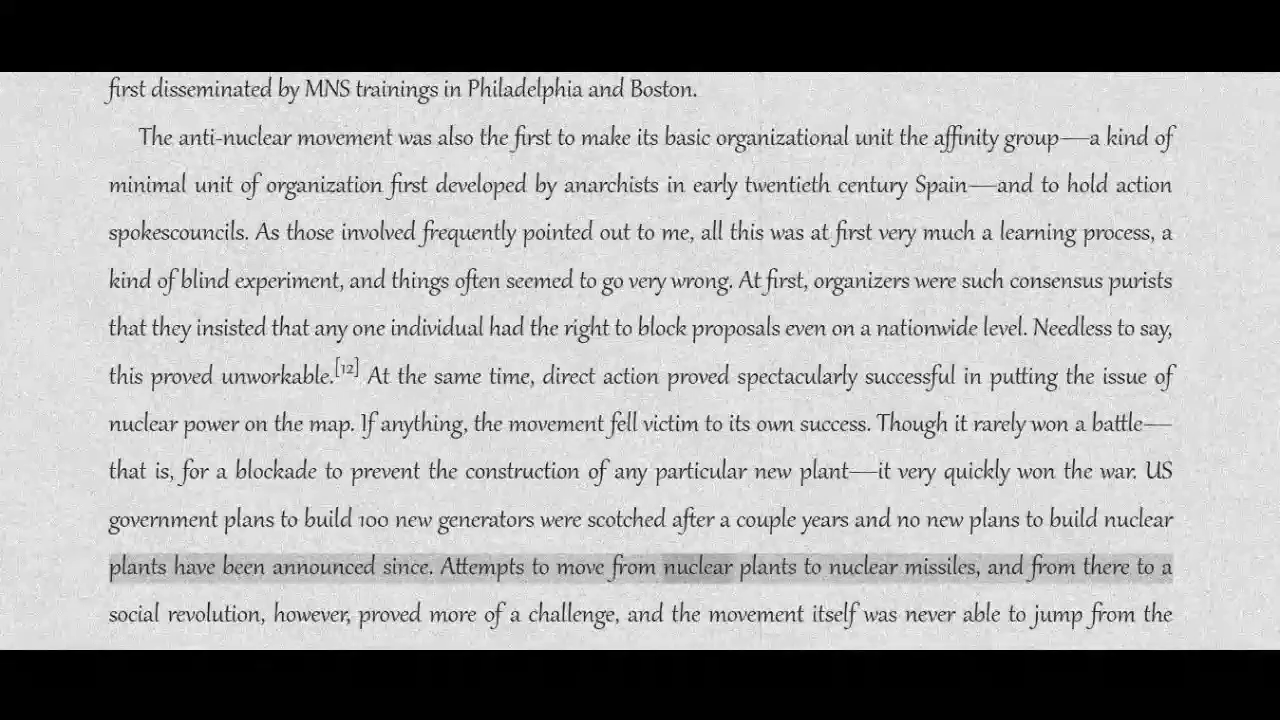 first disseminated by MNS trainings in Philadelphia and Boston.
The anti-nuclear movement was also the first to make its basic organizational unit the affinity group—a kind of
minimal unit of organization first developed by anarchists in early twentieth century Spain—and to hold action
spokescouncils. As those involved frequently pointed out to me, all this was at first very much a learning process, a
kind of blind experiment, and things often seemed to go very wrong. At first, organizers were such consensus purists
that they insisted that any one individual had the right to block proposals even on a nationwide level. Needless to say,
this proved unworkable.[12] At the same time, direct action proved spectacularly successful in putting the issue of
nuclear power on the map. If anything, the movement fell victim to its own success. Though it rarely won a battle—
that is, for a blockade to prevent the construction of any particular new plant—it very quickly won the war. US
government plans to build 100 new generators were scotched after a couple years and no new plans to build nuclear
plants have been announced since. Attempts to move from nuclear plants to nuclear missiles, and from there to a
social revolution, however, proved more of a challenge, and the movement itself was never able to jump from the